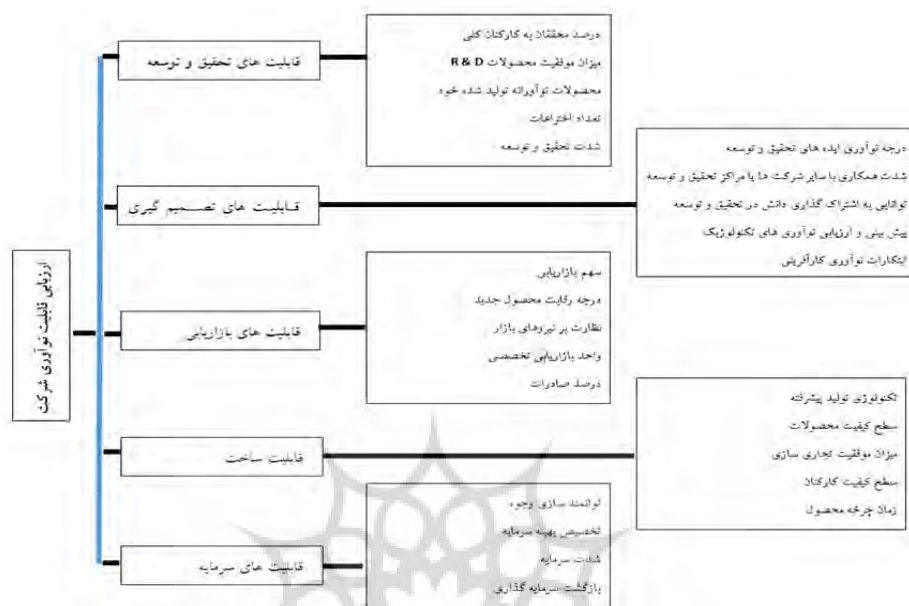 ارزیابی قابلیت نوآوری شرکت
قابلیت های تحقیق و توسعه
درصد محققان به کارکنان کلی
میزان موفقیت محصولات R & D
محصولات نوآورانه تولید شده خود
تعداد اختراعات
شدت تحقیق و توسعه
قابلیت های تصمیم گیری
درجه نوآوری ایده های تحقیق و توسعه
شدت همکاری با سایر شرکت ها یا مراکز تحقیق و توسعه
توانایی به اشتراک گذاری دانش در تحقیق و توسعه
پیش بینی و ارزیابی نوآوری های تکنولوژیک
ابتکارات نوآوری کارآفرینی
قابلیت های بازاریابی
سهم بازاریابی
درجه رقابت محصول جدید
نظارت بر نیروهای بازار
واحد بازاریابی تخصصی
درصد صادرات
قابلیت ساخت
تکنولوژی تولید پیشرفته
سطح کیفیت محصولات
میزان موفقیت تجاری سازی
سطح کیفیت کارکنان
زمان چرخه محصول
قابلیت های سرمایه
توانمند سازی وجوه
تخصیص بهینه سرمایه
شدت سرمایه
بازگشت سرمایه گذاری